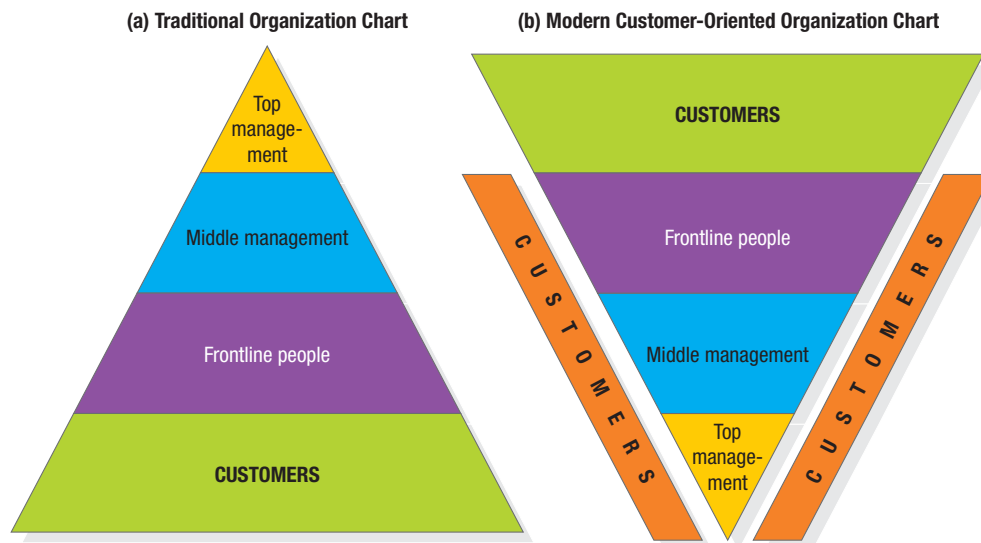 (a) Traditional Organization Chart
Top
manage-
ment
Middle management
Frontline people
CUSTOMERS
(b) Modern Customer-Oriented Organization Chart
CUSTOMERS
Frontline people
Middle management
Top
manage-
ment
CUSTOMERS
CUSTOMERS